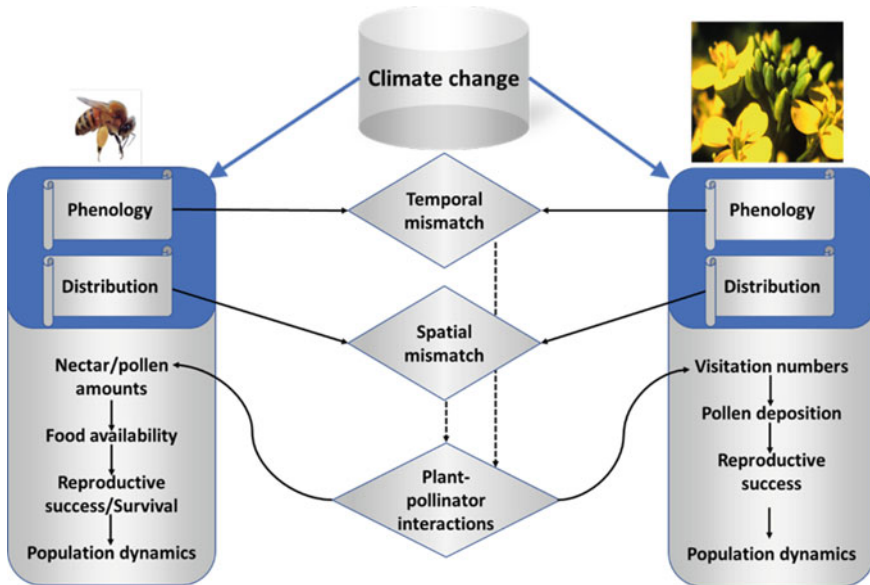 Climate change
Phenology
Distribution
Nectar/pollen
amounts
Food availability
Reproductive
success/Survival
Population dynamics
Temporal
mismatch
Spatial
mismatch
Plant-
pollinator
interactions
Phenology
Distribution
Visitation numbers
Pollen deposition
Reproductive
success
Population dynamics